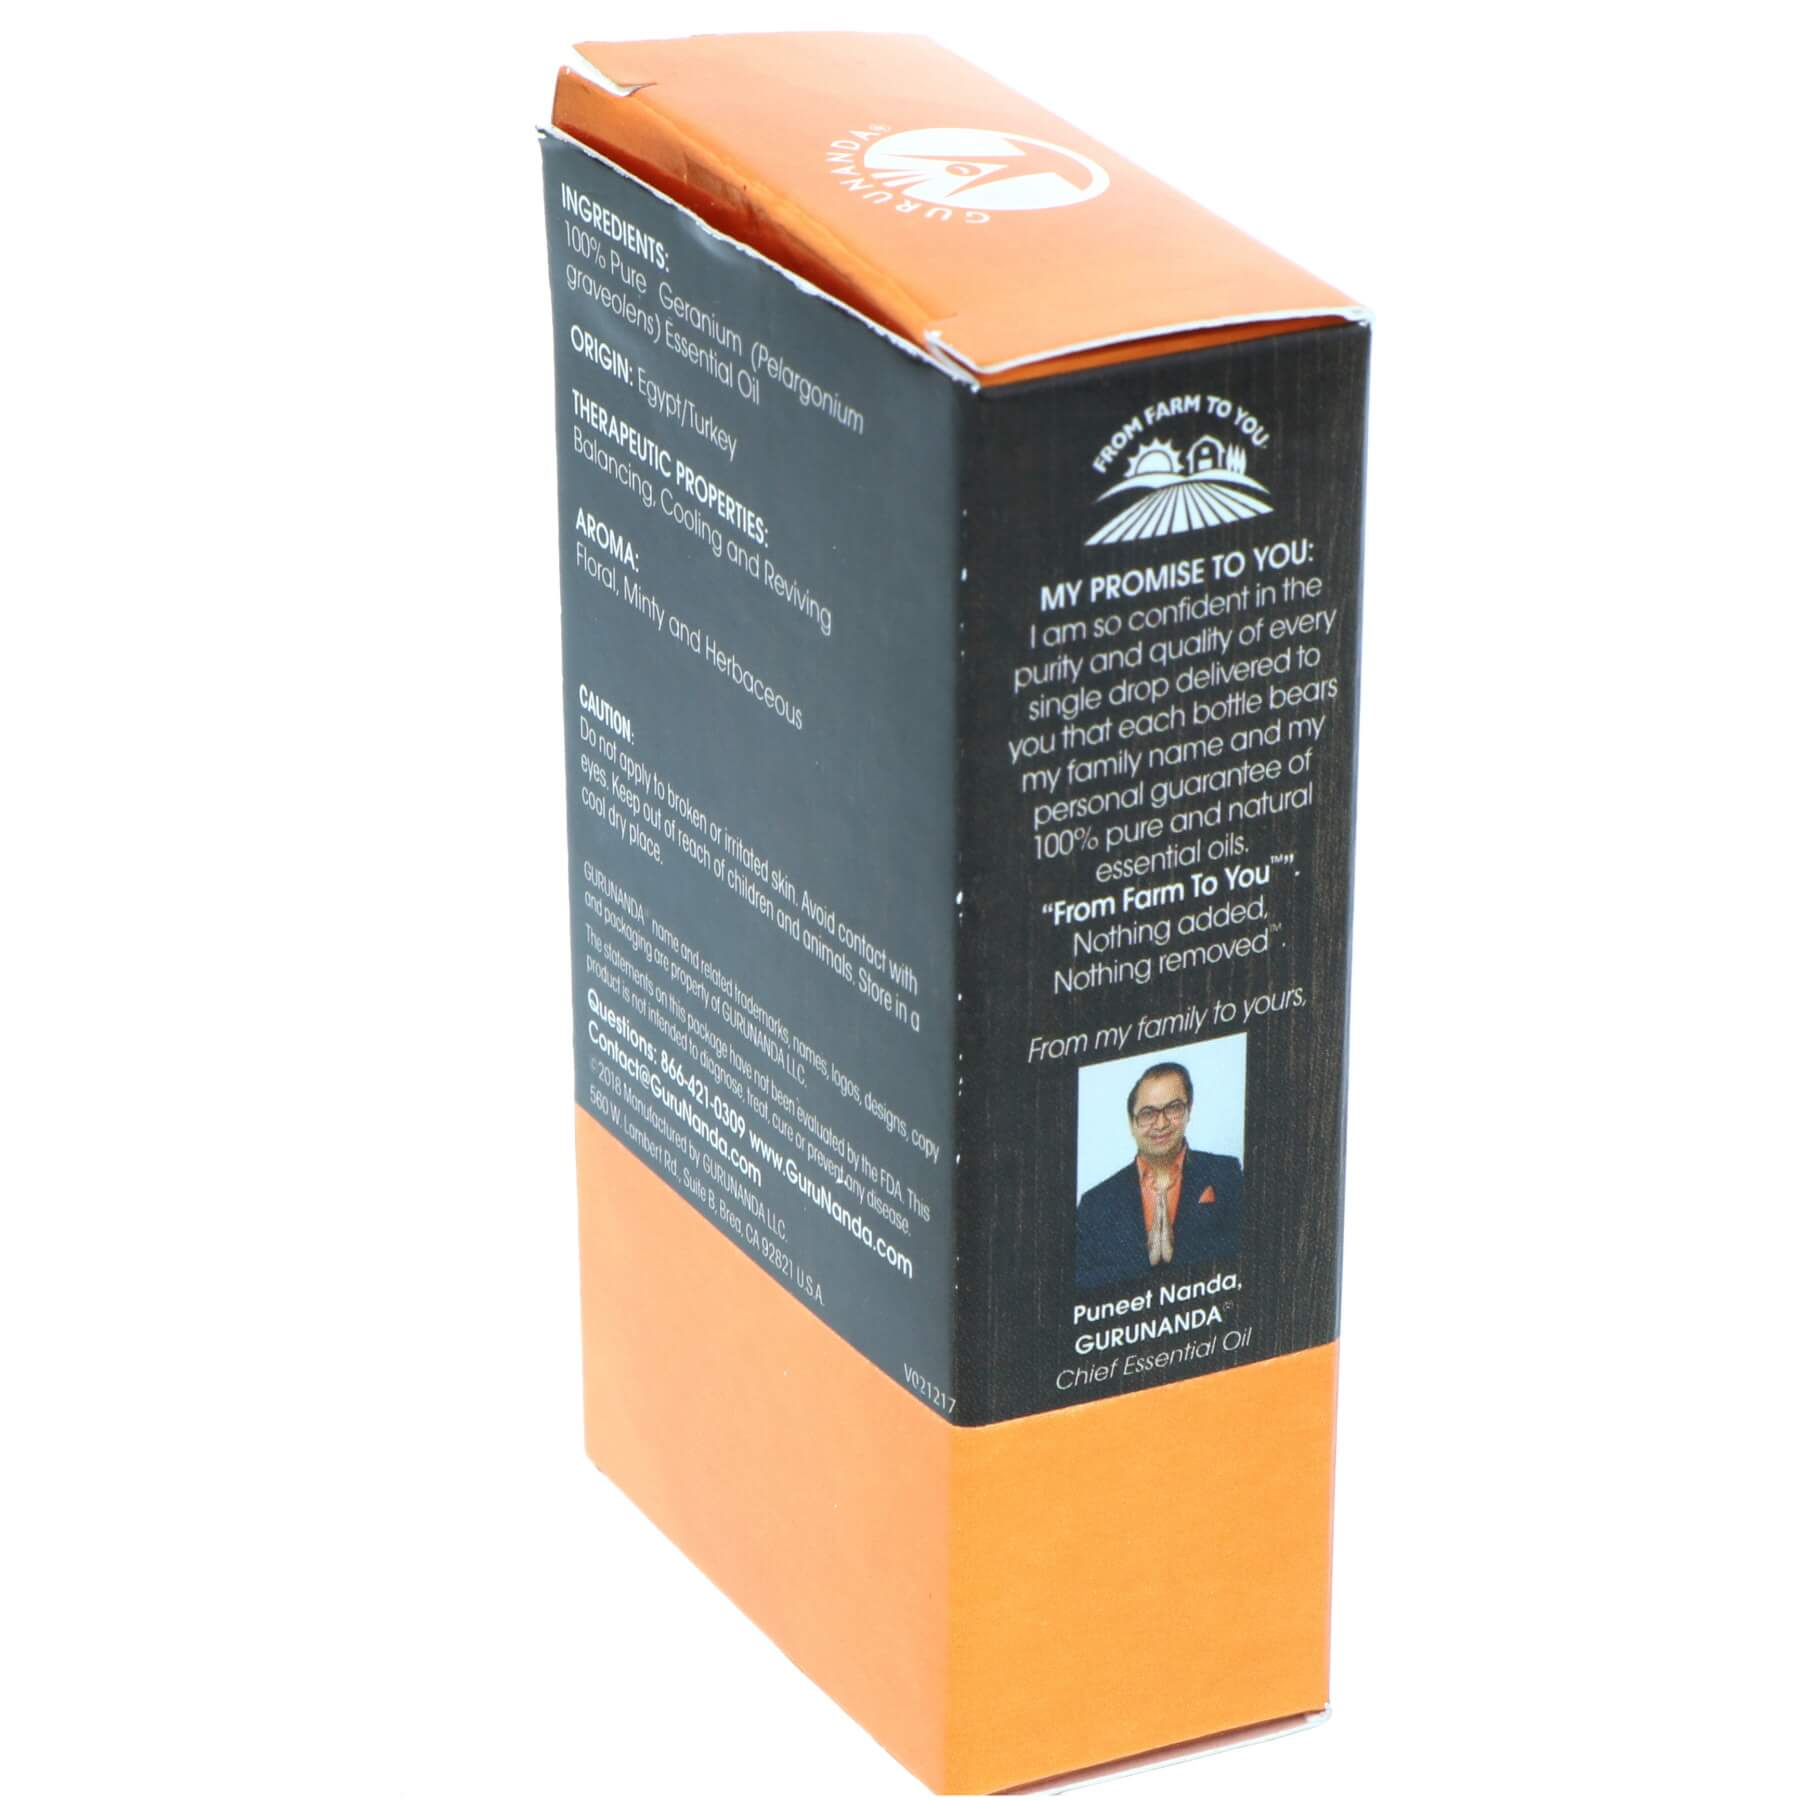 GURUNANDA®
INGREDIENTS:
100% Pure Geranium (Pelargonium
graveolens) Essential Oil
ORIGIN: Egypt/Turkey
THERAPEUTIC PROPERTIES:
Balancing, Cooling and Reviving
AROMA:
Floral, Minty and Herbaceous
CAUTION:
Do not apply to broken or irritated skin. Avoid contact with
eyes. Keep out of reach of children and animals. Store in a
cool dry place.
GURUNANDA® name and related trademarks, names, logos, designs, copy
and packaging are property of GURUNANDA LLC.
The statements on this package have not been evaluated by the FDA. This
product is not intended to diagnose, treat, cure or prevent any disease.
Questions: 866-421-0309 www.GuruNanda.com
Contact@GuruNanda.com
©2018 Manufactured by GURUNANDA LLC.
560 W. Lambert Rd., Suite B, Brea, CA 92821 U.S.A.
V021217
FROM FARM TO YOU
MY PROMISE TO YOU:
I am so confident in the
purity and quality of every
single drop delivered to
you that each bottle bears
my family name and my
personal guarantee of
100% pure and natural
essential oils.
“From Farm To You™”.
Nothing added,
Nothing removed™.
From my family to yours,
Puneet Nanda,
GURUNANDA®
Chief Essential Oil